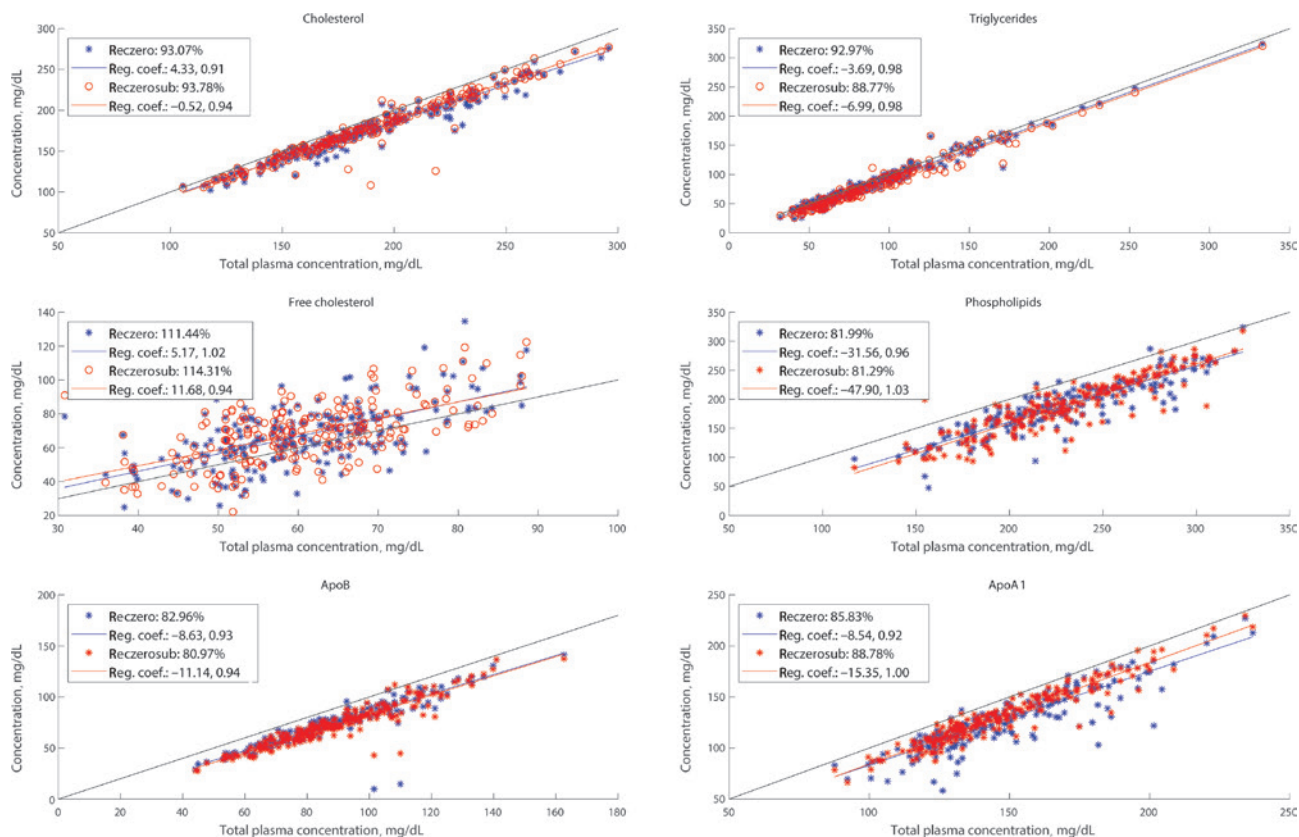 Cholesterol
Concentration, mg/dL
300
250
200
150
100
50
Reczero: 93.07%
Reg. coef.: 4.33, 0.91
Reczerosub: 93.78%
Reg. coef.: −0.52, 0.94
50 100 150 200 250 300
Total plasma concentration, mg/dL
Triglycerides
Concentration, mg/dL
350
300
250
200
150
100
50
0
Reczero: 92.97%
Reg. coef.: −3.69, 0.98
Reczerosub: 88.77%
Reg. coef.: −6.99, 0.98
0 50 100 150 200 250 300 350
Total plasma concentration, mg/dL
Free cholesterol
Concentration, mg/dL
140
120
100
80
60
40
20
Reczero: 111.44%
Reg. coef.: 5.17, 1.02
Reczerosub: 114.31%
Reg. coef.: 11.68, 0.94
30 40 50 60 70 80 90 100
Total plasma concentration, mg/dL
Phospholipids
Concentration, mg/dL
350
300
250
200
150
100
50
0
Reczero: 81.99%
Reg. coef.: −31.56, 0.96
Reczerosub: 81.29%
Reg. coef.: −47.90, 1.03
50 100 150 200 250 300 350
Total plasma concentration, mg/dL
ApoB
Concentration, mg/dL
200
150
100
50
0
Reczero: 82.96%
Reg. coef.: −8.63, 0.93
Reczerosub: 80.97%
Reg. coef.: −11.14, 0.94
0 20 40 60 80 100 120 140 160 180
Total plasma concentration, mg/dL
ApoA1
Concentration, mg/dL
250
200
150
100
50
Reczero: 85.83%
Reg. coef.: −8.54, 0.92
Reczerosub: 88.78%
Reg. coef.: −15.35, 1.00
50 100 150 200 250
Total plasma concentration, mg/dL